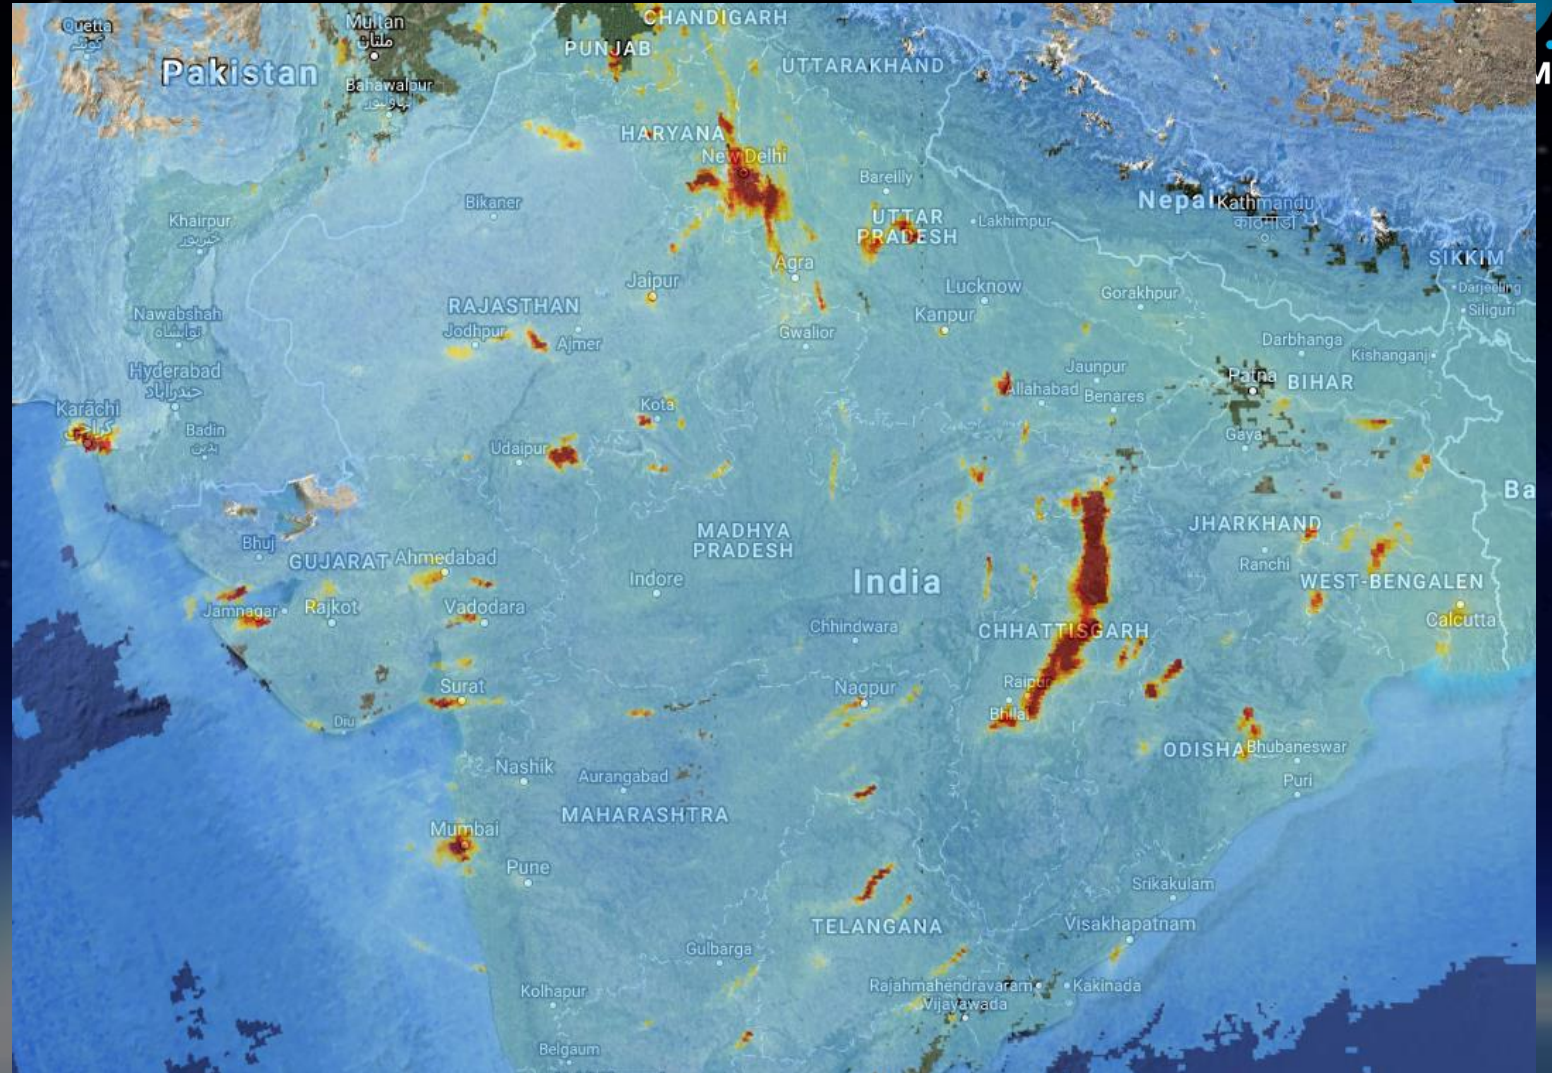 Quetta
Multan
ملتان
CHANDIGARH
PUNJAB
UTTARAKHAND
M
Pakistan
Bahawalpur
HARYANA
New Delhi
Bareilly
Bikaner
Nepal
Kathmandu
Khairpur
UTTAR
PRADESH
Lakhimpur
SIKKIM
Agra
Jaipur
Lucknow
Darjeeling
Gorakhpur
RAJASTHAN
Siliguri
Nawabshah
Kanpur
Jodhpur
Gwalior
Ajmer
Darbhanga
Kishanganj
Hyderabad
حیدرآباد
Jaunpur
Patna
BIHAR
Allahabad
Benares
Karāchi
Kota
Badin
Udaipur
Gaya
Ba
MADHYA
PRADESH
JHARKHAND
Bhuj
GUJARAT
Ahmedabad
Ranchi
Indore
India
WEST-BENGALEN
Jamnagar
Rajkot
Vadodara
Calcutta
Chhindwara
CHHATTISGARH
Surat
Nagpur
Raipur
Bhilai
Diu
ODISHA
Bhubaneswar
Nashik
Aurangabad
Puri
MAHARASHTRA
Mumbai
Pune
Srikakulam
TELANGANA
Visakhapatnam
Gulbarga
Kolhapur
Rajahmahendravaram
Kakinada
Vijayawada
Belgaum